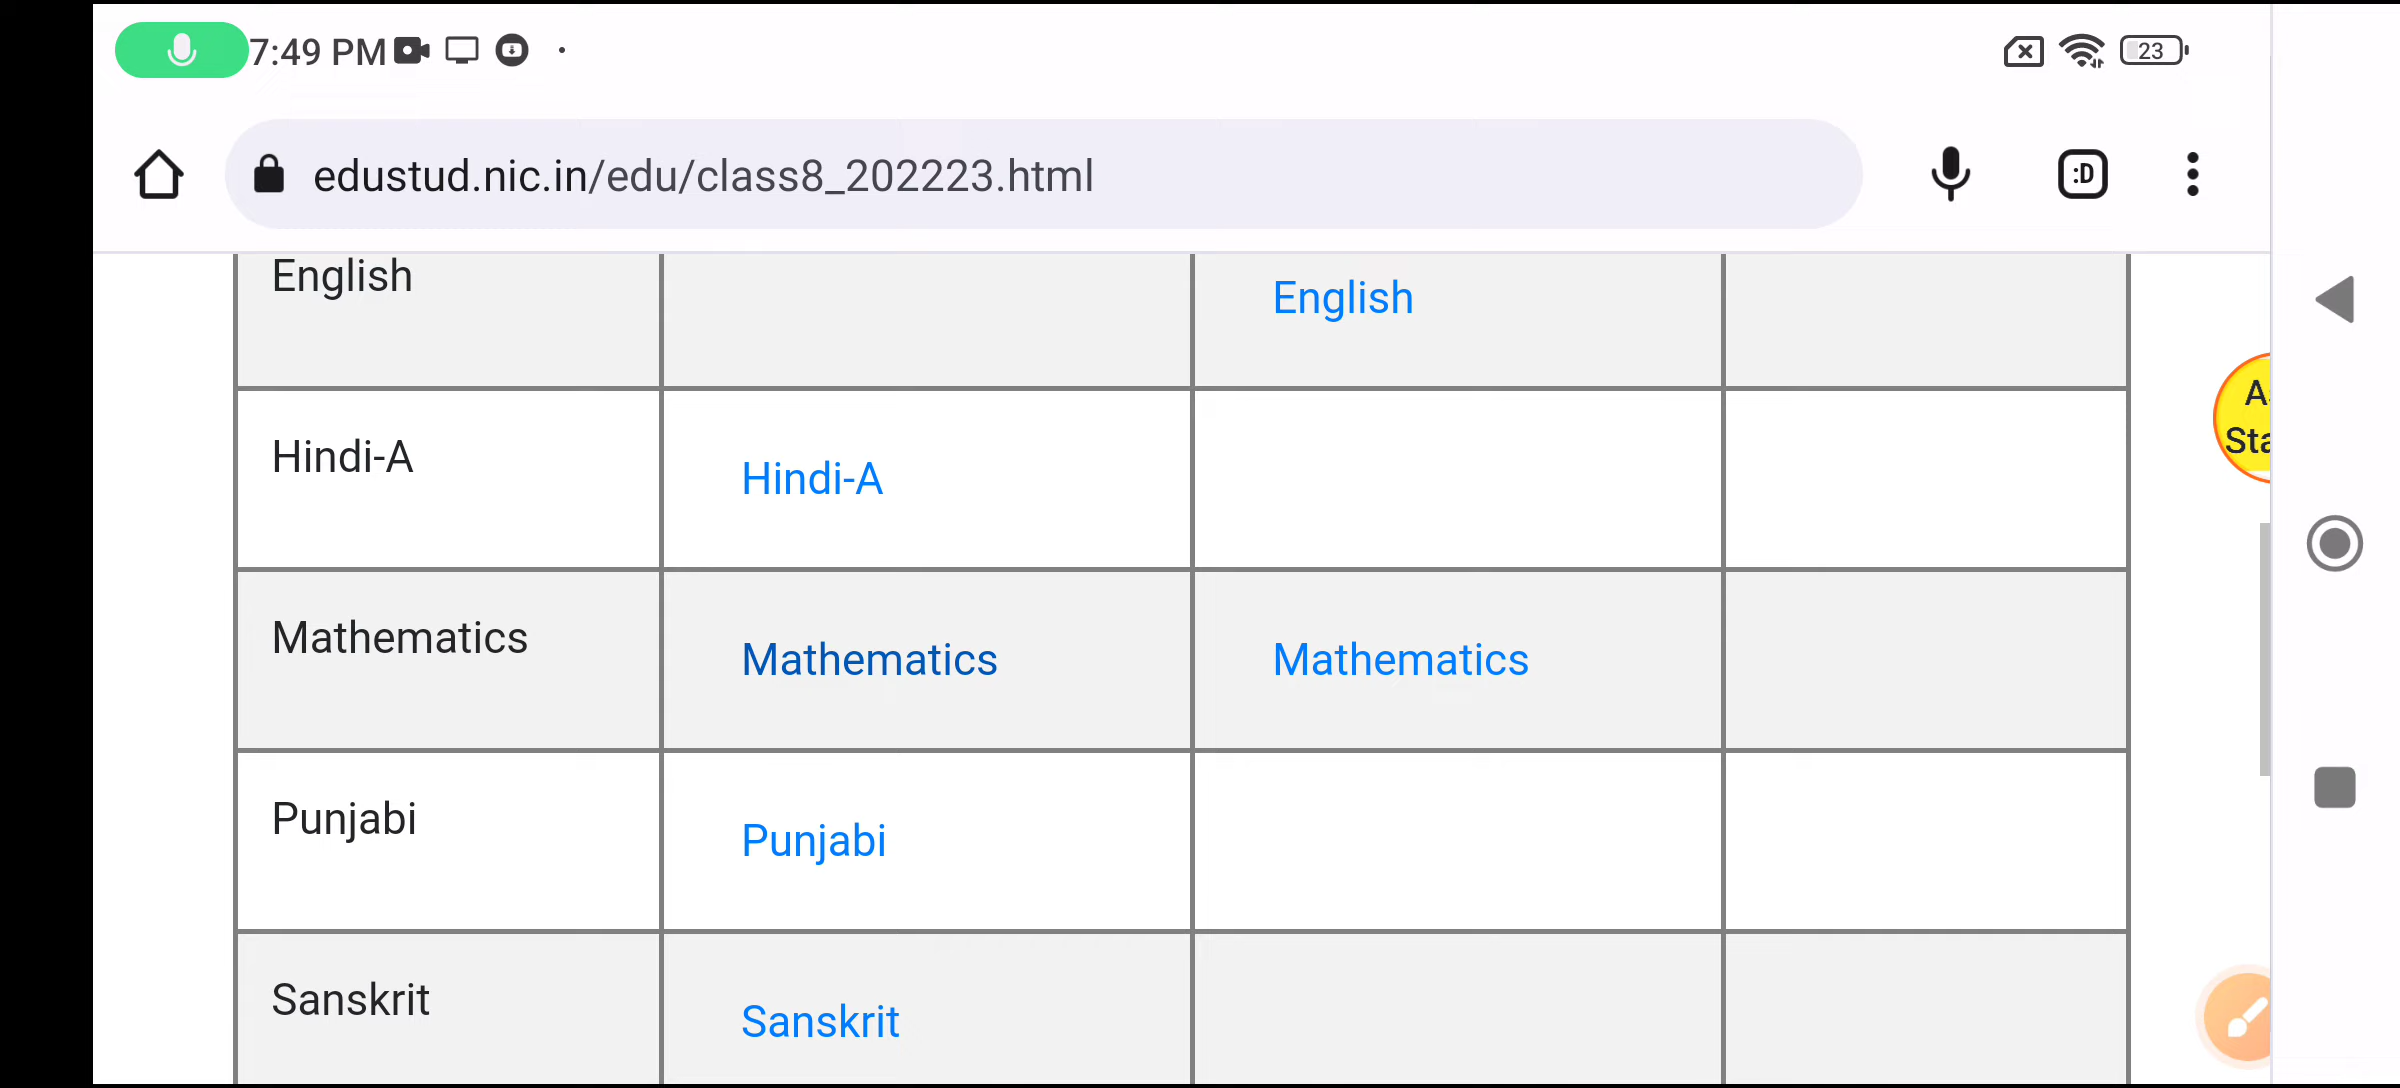 7:49 PM
23
edustud.nic.in/edu/class8_202223.html
:D
English
English
Hindi-A
Hindi-A
Mathematics
Mathematics
Mathematics
Punjabi
Punjabi
Sanskrit
Sanskrit